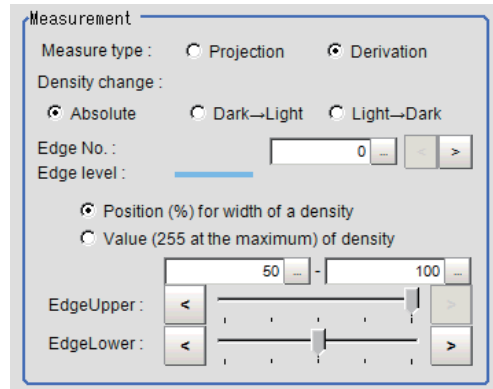 Measurement
Measure type : Projection Derivation
Density change :
Absolute Dark→Light Light→Dark
Edge No. : 0 ... < >
Edge level :
Position (%) for width of a density
Value (255 at the maximum) of density
50 ... - 100 ...
EdgeUpper : < >
EdgeLower : < >